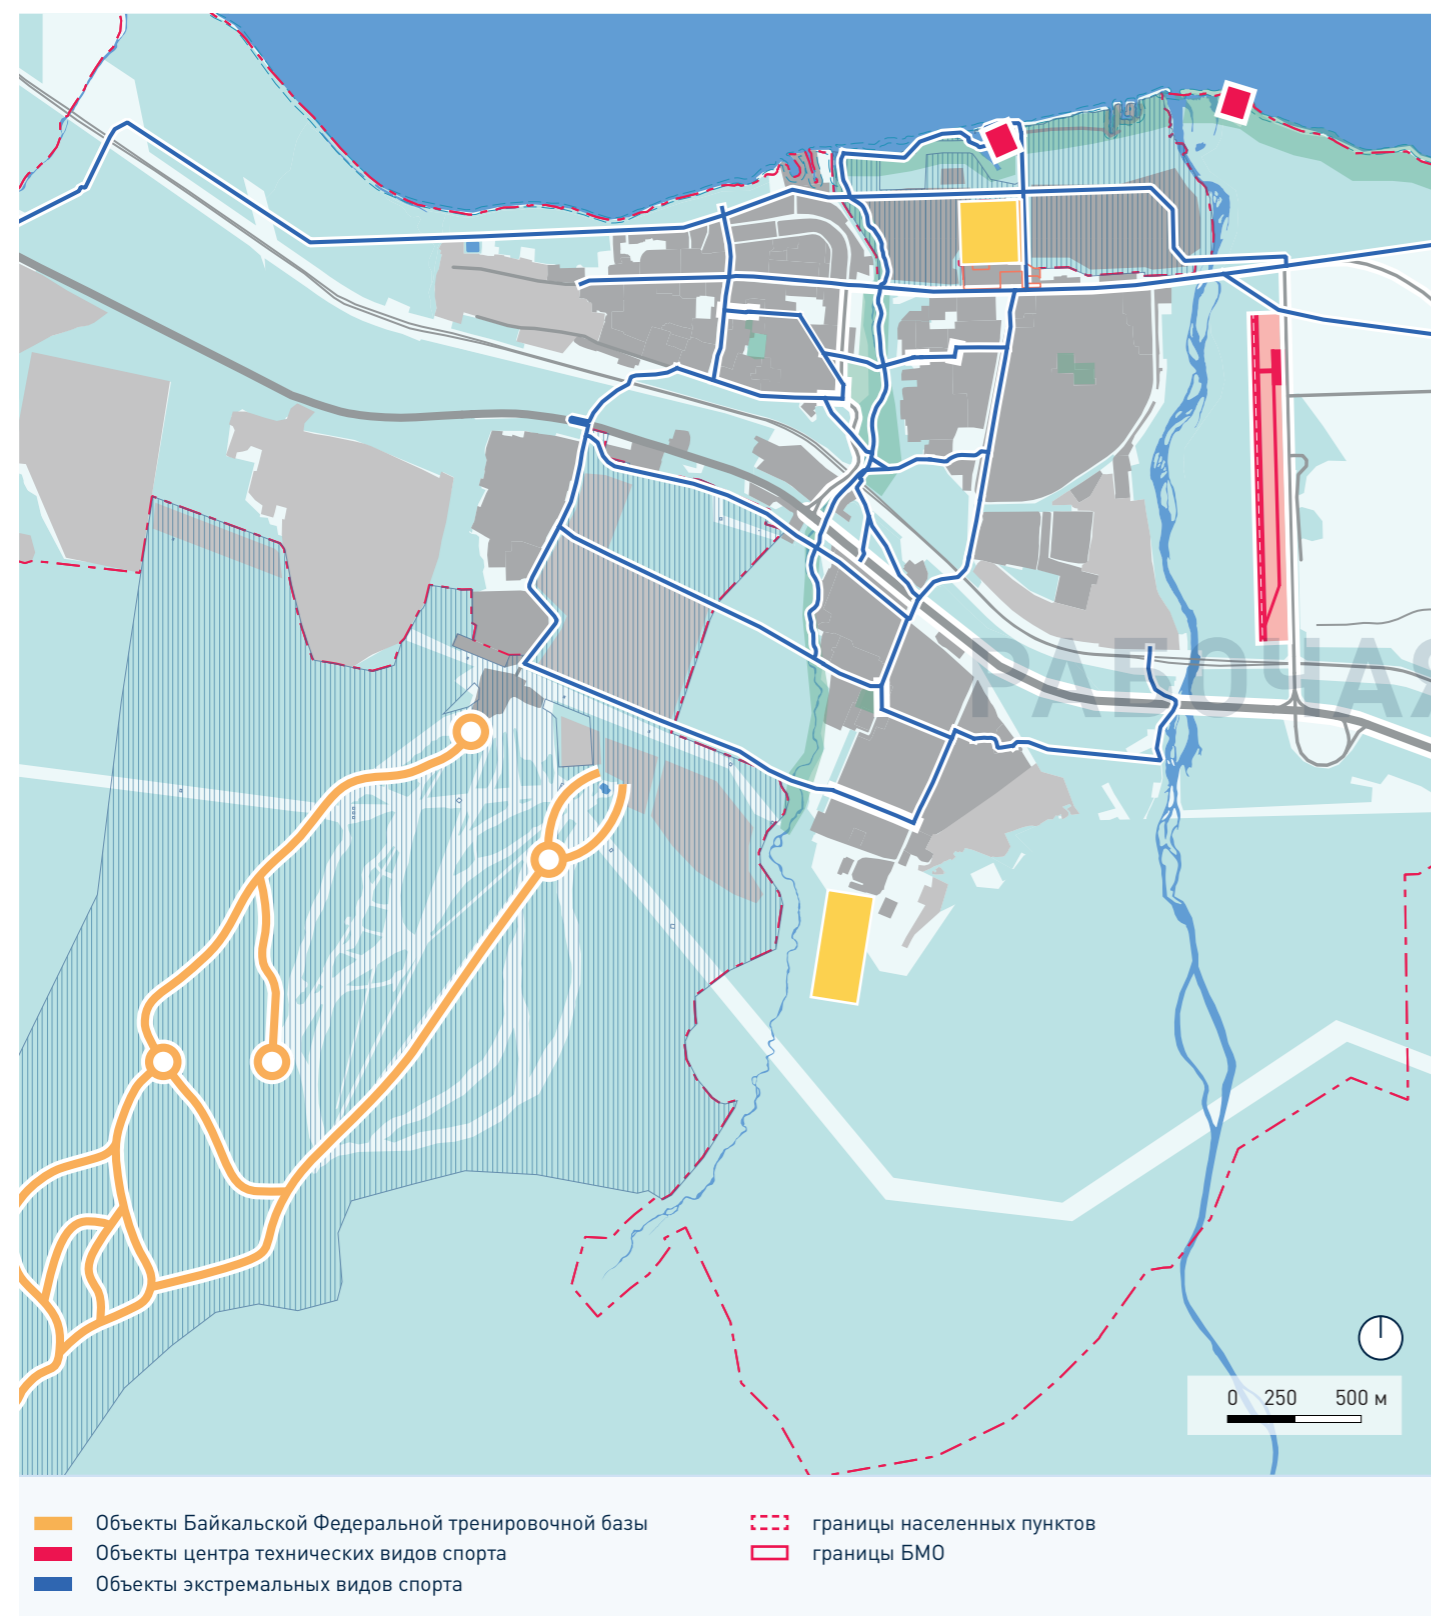 РАБОЧАЯ
0 250 500 м
Объекты Байкальской Федеральной тренировочной базы
Объекты центра технических видов спорта
Объекты экстремальных видов спорта
границы населенных пунктов
границы БМО